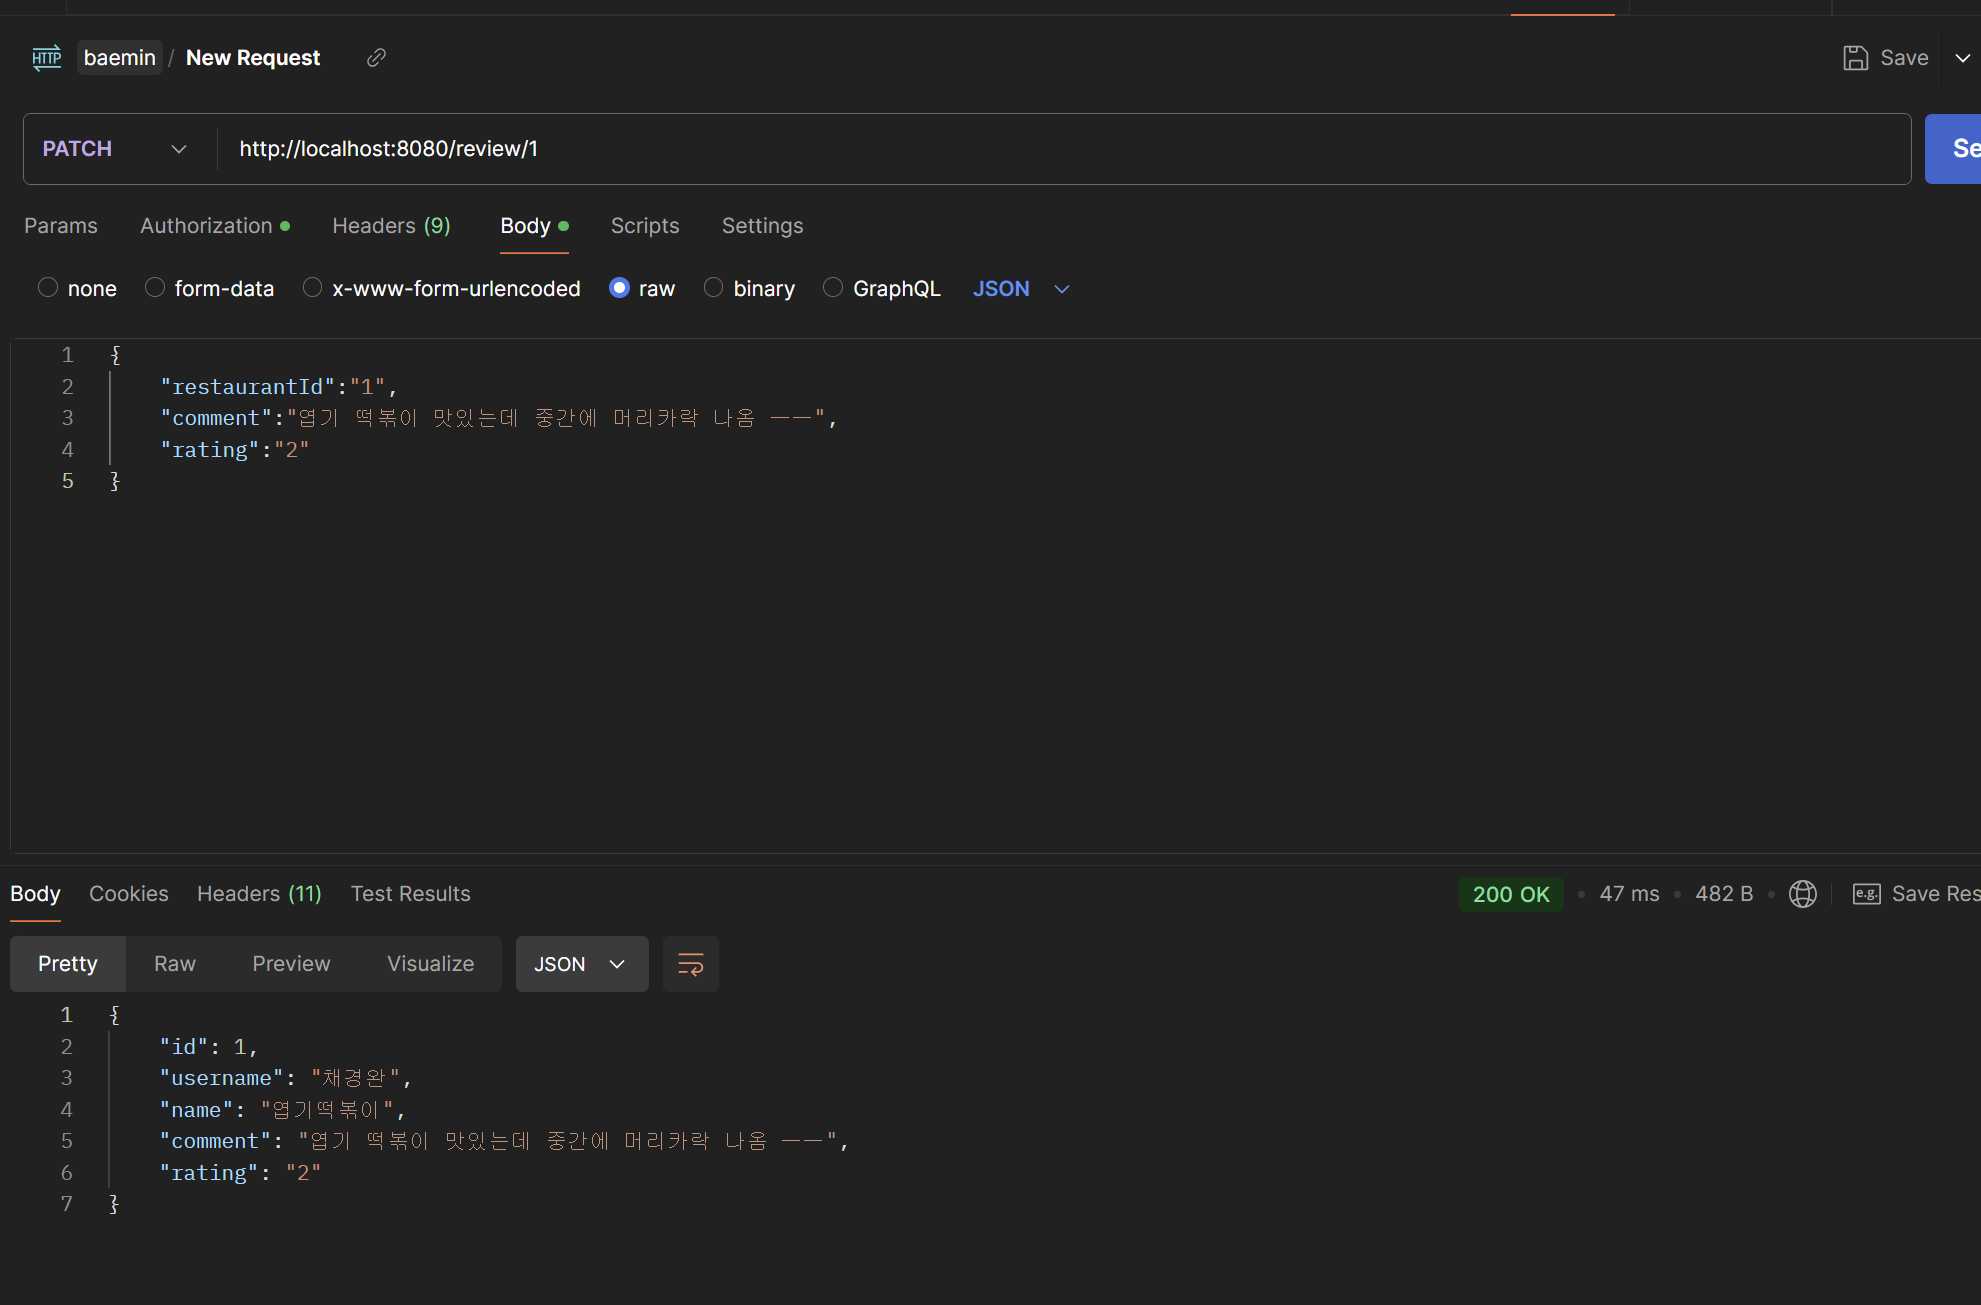 HTTP baemin / New Request Save
PATCH http://localhost:8080/review/1
Params Authorization Headers (9) Body Scripts Settings
none form-data x-www-form-urlencoded raw binary GraphQL JSON
1 {
2 "restaurantId":"1",
3 "comment":"엽기 떡볶이 맛있는데 중간에 머리카락 나옴 ㅡㅡ",
4 "rating":"2"
5 }
Body Cookies Headers (11) Test Results 200 OK • 47 ms • 482 B • e.g. Save
Pretty Raw Preview Visualize JSON
1 {
2 "id": 1,
3 "username": "채경완",
4 "name": "엽기떡볶이",
5 "comment": "엽기 떡볶이 맛있는데 중간에 머리카락 나옴 ㅡㅡ",
6 "rating": "2"
7 }